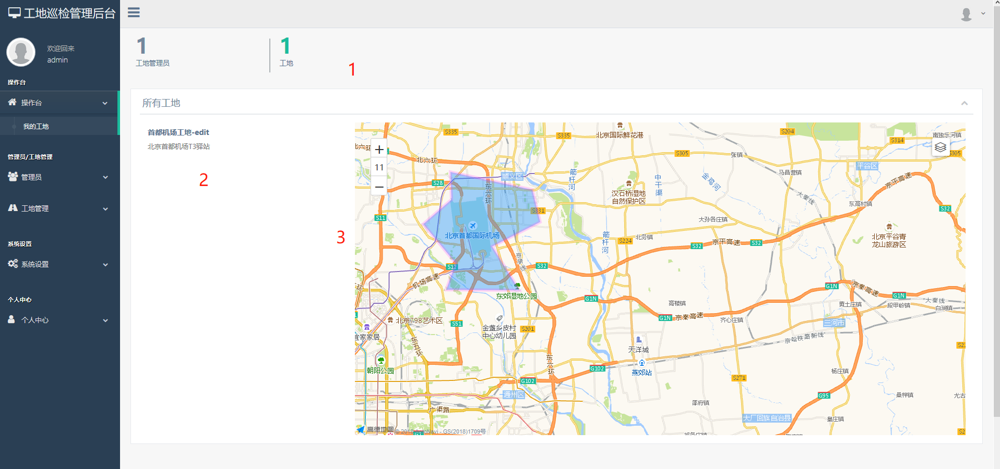 工地巡检管理后台
欢迎回来
admin
操作台
操作台
我的工地
管理员/工地管理
管理员
工地管理
系统设置
系统设置
个人中心
个人中心
1
工地管理员
1
工地
1
所有工地
首都机场工地-edit
北京首都机场T3驿站
2
3
+
11
−
北京国际鲜花港
S335
S335
S204
S314
南独乐河镇
S305
S305
北六环
北六环
张镇
平谷区
马昌营镇
京平高速
S28
顺义区
东六环
箭杆河
中干渠
金鸡河
汉石桥湿地
自然保护区
大秦线
东高村镇
S32
S11
S331
大孙各庄镇
北京首都国际机场
箭杆河
S224
北务镇
S32
京平高速
S32
北京平谷青
龙山旅游区
京承线
S12
S32
机场高速
东郊湿地公园
G1N
G1N
京秦高速
G1N
大秦线
高楼镇
黄土庄镇
段甲岭镇
白涧镇
G1N
京秦高速
齐心庄镇
三河市
北京798艺术区
S51
金盏乡皮村
中心幼儿园
S201
宜家家居
东五环
京哈铁路新线
天洋城
朝阳公园
东六环
G102
燕郊站
杨庄镇
S271
G102
通州区
G95
桑梓镇
尤古
广渠路
邵府镇
大厂回族自治县
皇庄镇
高德地图
GS(2018)1709号